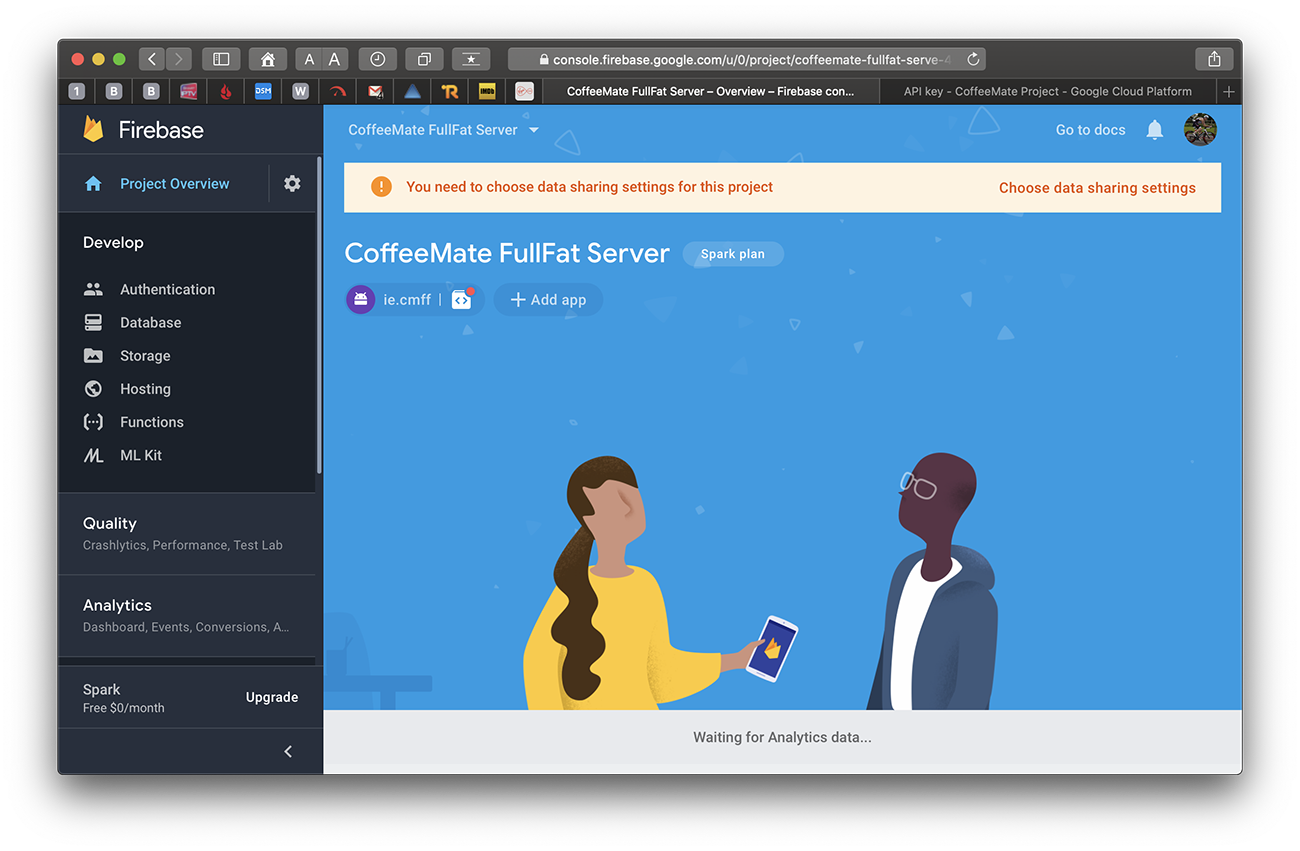 A A
console.firebase.google.com/u/0/project/coffeemate-fullfat-serve-4
1 B B DSM W TR IMDb
CoffeeMate FullFat Server – Overview – Firebase con...
API key - CoffeeMate Project - Google Cloud Platform
Firebase
CoffeeMate FullFat Server
Go to docs
Project Overview
You need to choose data sharing settings for this project
Choose data sharing settings
Develop
CoffeeMate FullFat Server
Spark plan
Authentication
ie.cmff
Add app
Database
Storage
Hosting
Functions
ML Kit
Quality
Crashlytics, Performance, Test Lab
Analytics
Dashboard, Events, Conversions, A...
Spark
Free $0/month
Upgrade
Waiting for Analytics data...